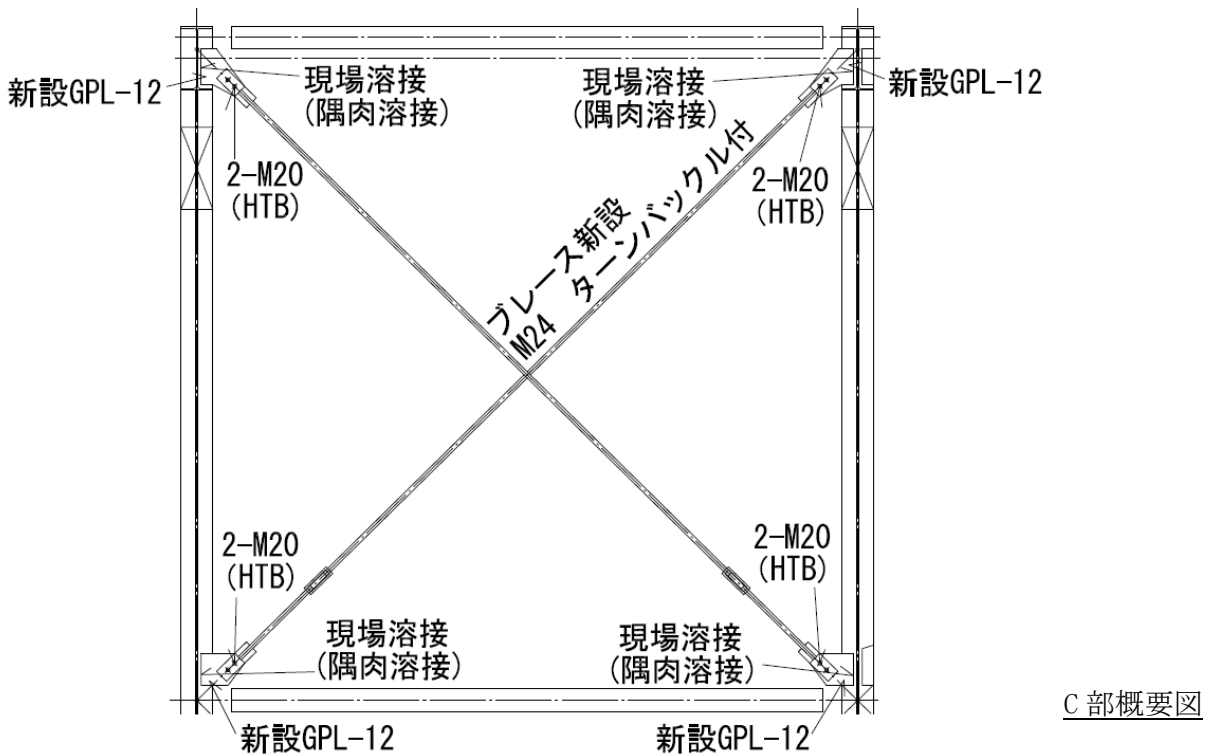 新設GPL-12
現場溶接
(隅肉溶接)
現場溶接
(隅肉溶接)
新設GPL-12
2-M20
(HTB)
2-M20
(HTB)
ブレース新設
M24 ターンバックル付
2-M20
(HTB)
2-M20
(HTB)
現場溶接
(隅肉溶接)
現場溶接
(隅肉溶接)
新設GPL-12
新設GPL-12
C部概要図